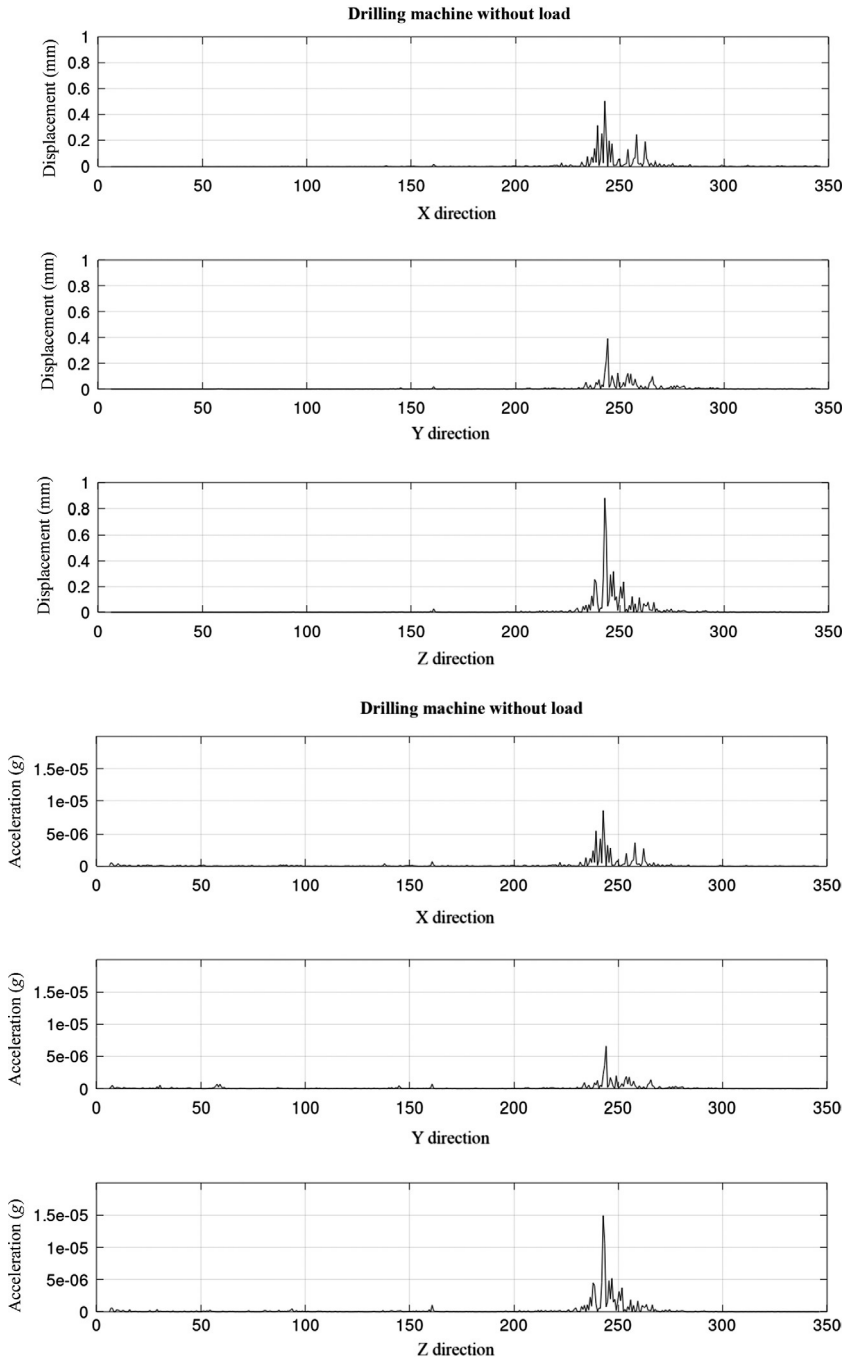 Drilling machine without load
Displacement (mm)
1
0.8
0.6
0.4
0.2
0
0 50 100 150 200 250 300 350
X direction
Displacement (mm)
1
0.8
0.6
0.4
0.2
0
0 50 100 150 200 250 300 350
Y direction
Displacement (mm)
1
0.8
0.6
0.4
0.2
0
0 50 100 150 200 250 300 350
Z direction
Drilling machine without load
Acceleration (g)
1.5e-05
1e-05
5e-06
0
0 50 100 150 200 250 300 350
X direction
Acceleration (g)
1.5e-05
1e-05
5e-06
0
0 50 100 150 200 250 300 350
Y direction
Acceleration (g)
1.5e-05
1e-05
5e-06
0
0 50 100 150 200 250 300 350
Z direction